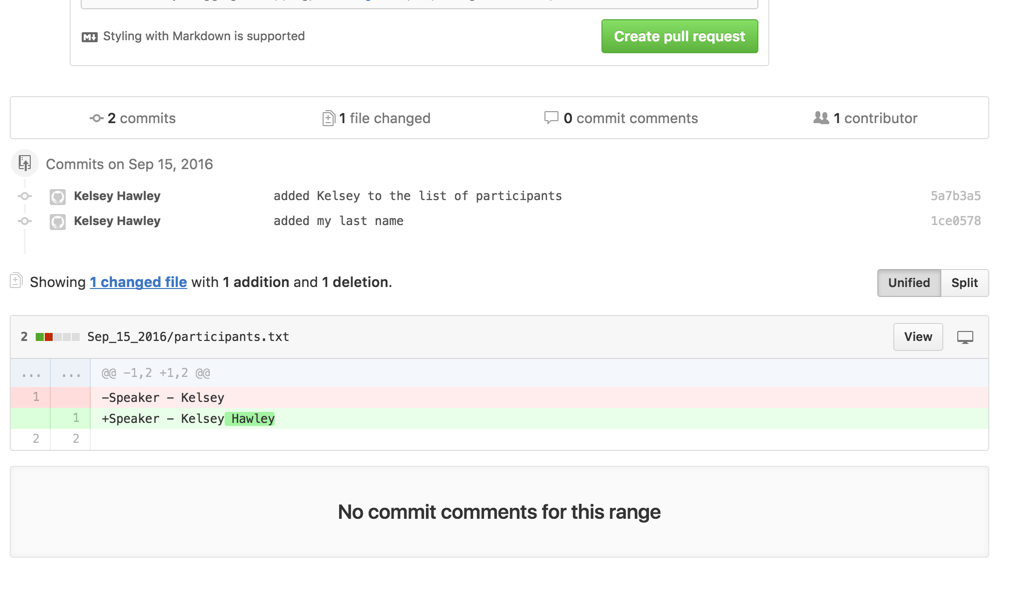 Styling with Markdown is supported
Create pull request
2 commits 1 file changed 0 commit comments 1 contributor
Commits on Sep 15, 2016
Kelsey Hawley added Kelsey to the list of participants 5a7b3a5
Kelsey Hawley added my last name 1ce0578
Showing 1 changed file with 1 addition and 1 deletion. Unified Split
2 Sep_15_2016/participants.txt View
... ... @@ -1,2 +1,2 @@
1 -Speaker - Kelsey
1 +Speaker - Kelsey Hawley
2 2
No commit comments for this range